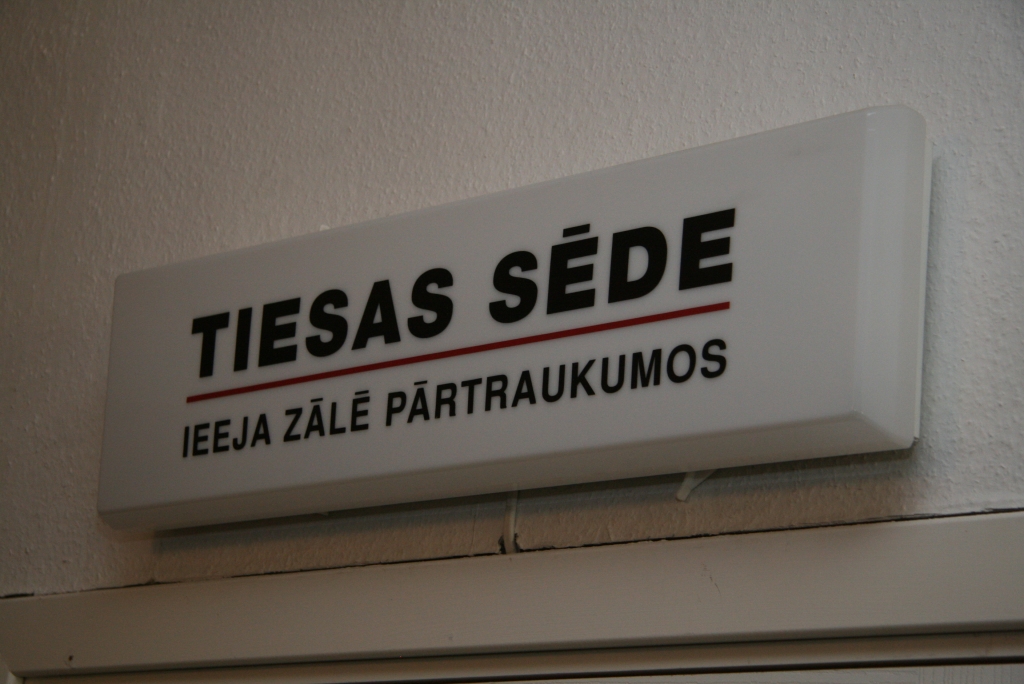 TIESAS SĒDE
IEEJA ZĀLĒ PĀRTRAUKUMOS